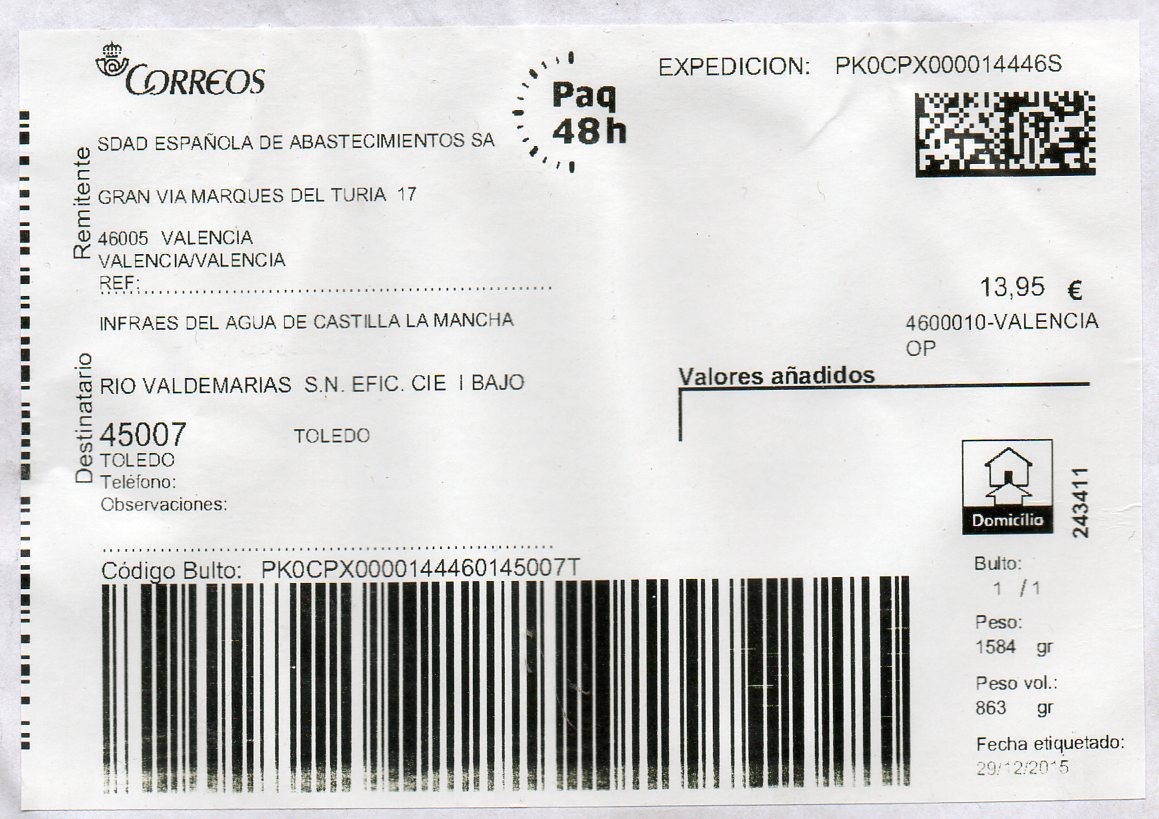 CORREOS
Paq
48h
EXPEDICION: PK0CPX000014446S
Remitente
SDAD ESPAÑOLA DE ABASTECIMIENTOS SA
GRAN VIA MARQUES DEL TURIA 17
46005 VALENCIA
VALENCIA/VALENCIA
REF:
13,95 €
4600010-VALENCIA
OP
Destinatario
INFRAES DEL AGUA DE CASTILLA LA MANCHA
RIO VALDEMARIAS S.N. EFIC. CIE I BAJO
45007 TOLEDO
TOLEDO
Teléfono:
Observaciones:
Valores añadidos
Domicilio
243411
Código Bulto: PK0CPX0000144460145007T
Bulto:
1 / 1
Peso:
1584 gr
Peso vol.:
863 gr
Fecha etiquetado:
29/12/2015